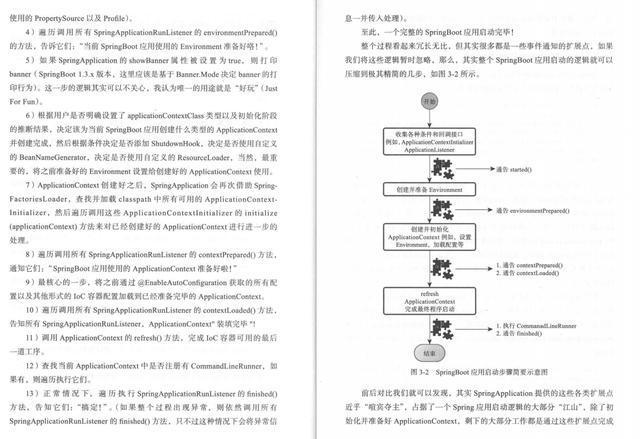 使用的 PropertySource 以及 Profile)。
4）遍历调用所有 SpringApplicationRunListener 的 environmentPrepared()
的方法，告诉它们：“当前 SpringBoot 应用使用的 Environment 准备好咯！”。
5）如果 SpringApplication 的 showBanner 属性被设置为 true，则打印
banner（SpringBoot 1.3.x 版本，这里应该是基于 Banner.Mode 决定 banner 的打
印行为）。这一步的逻辑其实可以不关心，我认为唯一的用途就是“好玩”（Just
For Fun）。
6）根据用户是否明确设置了 applicationContextClass 类型以及初始化阶段
的推断结果，决定该为当前 SpringBoot 应用创建什么类型的 ApplicationContext
并创建完成，然后根据条件决定是否添加 ShutdownHook，决定是否使用自定义
的 BeanNameGenerator，决定是否使用自定义的 ResourceLoader，当然，最重
要的，将之前准备好的 Environment 设置给创建好的 ApplicationContext 使用。
7）ApplicationContext 创建好之后，SpringApplication 会再次借助 Spring-
FactoriesLoader，查找并加载 classpath 中所有可用的 ApplicationContext-
Initializer，然后遍历调用这些 ApplicationContextInitializer 的 initialize
(applicationContext) 方法来对已经创建好的 ApplicationContext 进行进一步的
处理。
8）遍历调用所有 SpringApplicationRunListener 的 contextPrepared() 方法，
通知它们：“SpringBoot 应用使用的 ApplicationContext 准备好啦！”
9）最核心的一步，将之前通过 @EnableAutoConfiguration 获取的所有配
置以及其他形式的 IoC 容器配置加载到已经准备完毕的 ApplicationContext。
10）遍历调用所有 SpringApplicationRunListener 的 contextLoaded() 方法，
告知所有 SpringApplicationRunListener，ApplicationContext" 装填完毕 "!
11）调用 ApplicationContext 的 refresh() 方法，完成 IoC 容器可用的最后
一道工序。
12）查找当前 ApplicationContext 中是否注册有 CommandLineRunner，如
果有，则遍历执行它们。
13）正常情况下，遍历执行 SpringApplicationRunListener 的 finished()
方法，告知它们：“搞定！”。（如果整个过程出现异常，则依然调用所有
SpringApplicationRunListener 的 finished() 方法，只不过这种情况下会将异常信
息一并传入处理）。
至此，一个完整的 SpringBoot 应用启动完毕！
整个过程看起来冗长无比，但其实很多都是一些事件通知的扩展点，如果
我们将这些逻辑暂时忽略，那么，其实整个 SpringBoot 应用启动的逻辑就可以
压缩到极其精简的几步，如图 3-2 所示。
开始
收集各种条件和回调接口
例如，ApplicationContextInitializer
ApplicationListener
通告 started()
创建并准备 Environment
通告 environmentPrepared()
创建并初始化
ApplicationContext 例如，设置
Environment，加载配置等
1. 通告 contextPrepared()
2. 通告 contextLoaded()
refresh
ApplicationContext
完成最终程序启动
1. 执行 CommanadLineRunner
2. 通告 finished()
结束
图 3-2 SpringBoot 应用启动步骤简要示意图
前后对比我们就可以发现，其实 SpringApplication 提供的这些各类扩展点
近乎“喧宾夺主”，占据了一个 Spring 应用启动逻辑的大部分“江山”，除了初
始化并准备好 ApplicationContext，剩下的大部分工作都是通过这些扩展点完成